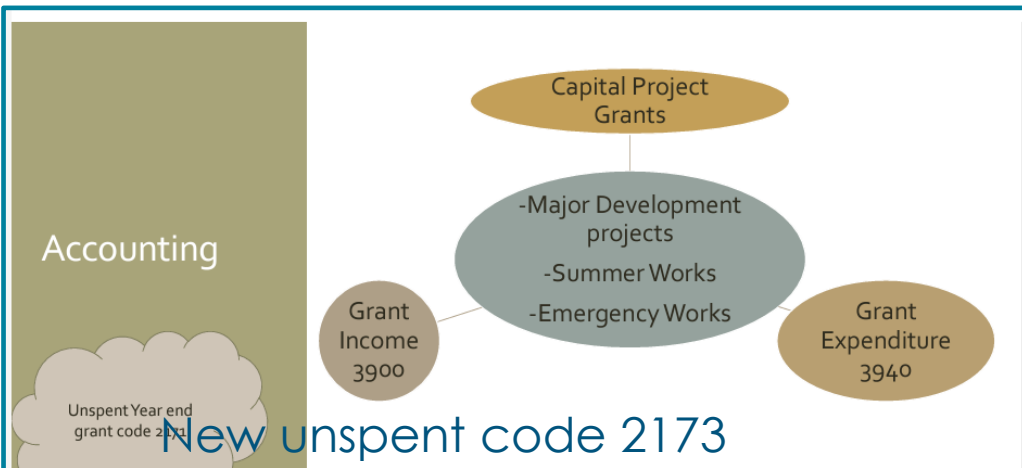 Capital Project
Grants
-Major Development
projects
-Summer Works
-Emergency Works
Accounting
Grant
Income
3900
Grant
Expenditure
3940
Unspent Year end
grant code 2171
New unspent code 2173